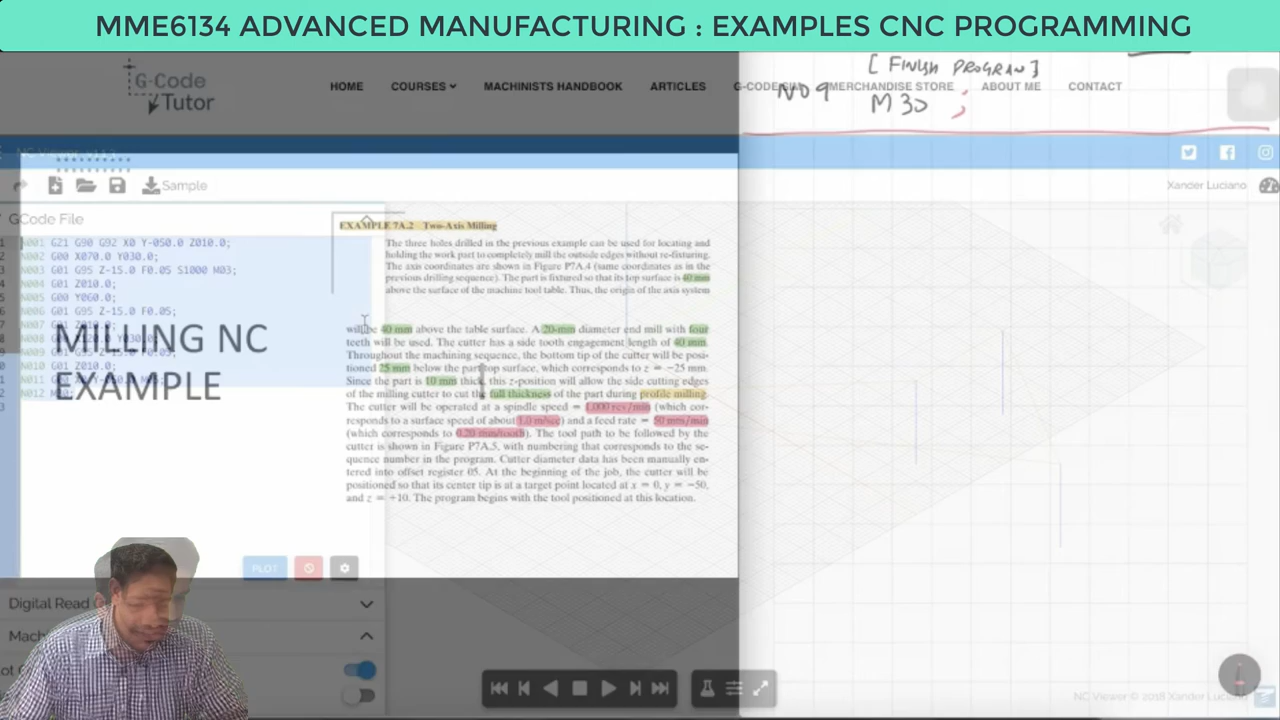 MME6134 ADVANCED MANUFACTURING : EXAMPLES CNC PROGRAMMING
G-Code
Tutor
HOME COURSES MACHINISTS HANDBOOK ARTICLES MERCHANDISE STORE ABOUT ME CONTACT
[FINISH PROGRAM]
N09 M30 ;
Sample
Xander Luciano
GCode File
N001 G21 G90 G92 X0 Y-050.0 Z010.0;
N002 G00 X070.0 Y030.0;
N003 G01 G95 Z-15.0 F0.05 S1000 M03;
N004 G01 Z010.0;
N005 G00 Y060.0;
N006 G01 G95 Z-15.0 F0.05;
N010 G01 Z010.0;
MILLING NC
EXAMPLE
EXAMPLE 7A.2 Two-Axis Milling
The three holes drilled in the previous example can be used for locating and
holding the work part to completely mill the outside edges without re-fixturing.
The axis coordinates are shown in Figure P7A.4 (same coordinates as in the
previous drilling sequence). The part is fixtured so that its top surface is 40 mm
above the surface of the machine tool table. Thus, the origin of the axis system
will be 40 mm above the table surface. A 20-mm diameter end mill with four
teeth will be used. The cutter has a side tooth engagement length of 40 mm.
Throughout the machining sequence, the bottom tip of the cutter will be posi-
tioned 25 mm below the part top surface, which corresponds to z = −25 mm.
Since the part is 10 mm thick, this z-position will allow the side cutting edges
of the milling cutter to cut the full thickness of the part during profile milling.
The cutter will be operated at a spindle speed = 1,000 rev/min (which cor-
responds to a surface speed of about 1.0 m/sec) and a feed rate = 50 mm/min
(which corresponds to 0.20 mm/tooth). The tool path to be followed by the
cutter is shown in Figure P7A.5, with numbering that corresponds to the se-
quence number in the program. Cutter diameter data has been manually en-
tered into offset register 05. At the beginning of the job, the cutter will be
positioned so that its center tip is at a target point located at x = 0, y = −50,
and z = +10. The program begins with the tool positioned at this location.
PLOT
Digital Read
NC Viewer © 2018 Xander Luciano